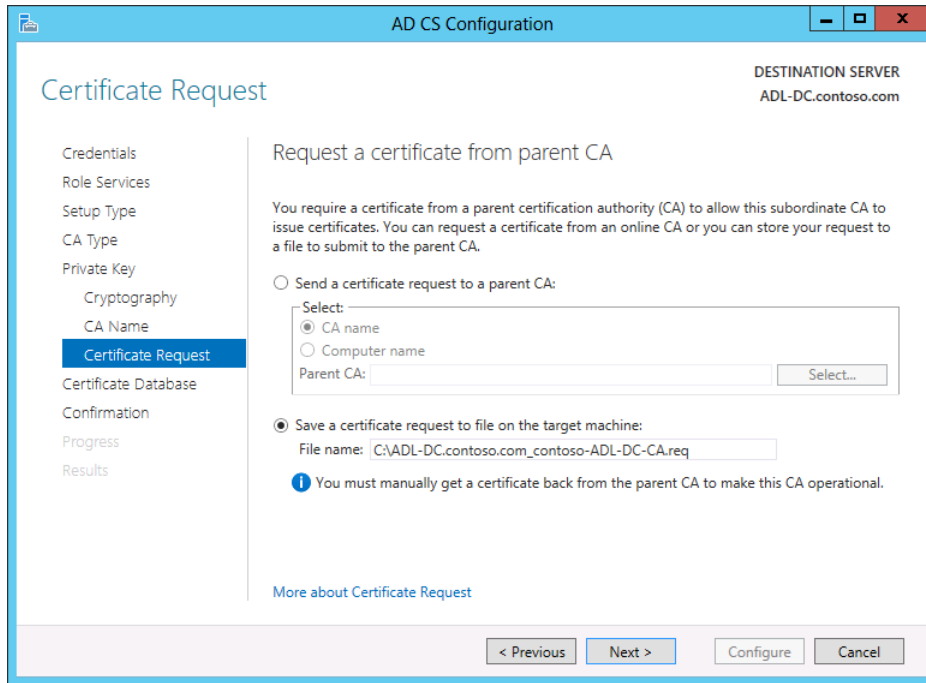 AD CS Configuration
Certificate Request
DESTINATION SERVER
ADL-DC.contoso.com
Credentials
Role Services
Setup Type
CA Type
Private Key
Cryptography
CA Name
Certificate Request
Certificate Database
Confirmation
Progress
Results
Request a certificate from parent CA
You require a certificate from a parent certification authority (CA) to allow this subordinate CA to
issue certificates. You can request a certificate from an online CA or you can store your request to
a file to submit to the parent CA.
Send a certificate request to a parent CA:
Select:
CA name
Computer name
Parent CA:
Select...
Save a certificate request to file on the target machine:
File name: C:\ADL-DC.contoso.com_contoso-ADL-DC-CA.req
You must manually get a certificate back from the parent CA to make this CA operational.
More about Certificate Request
< Previous Next > Configure Cancel